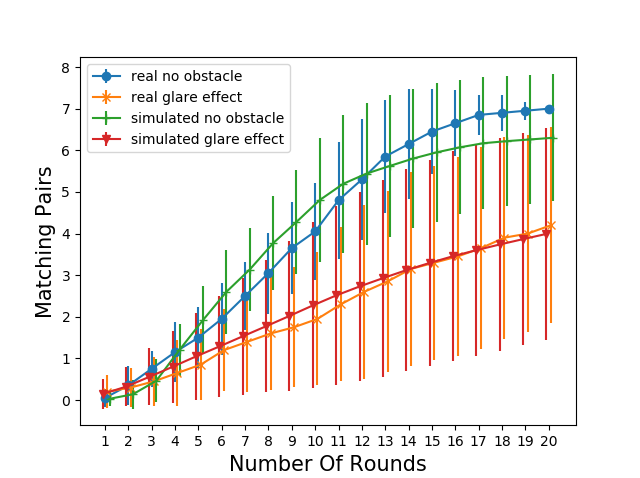 real no obstacle
real glare effect
simulated no obstacle
simulated glare effect
Matching Pairs
8
7
6
5
4
3
2
1
0
1 2 3 4 5 6 7 8 9 10 11 12 13 14 15 16 17 18 19 20
Number Of Rounds